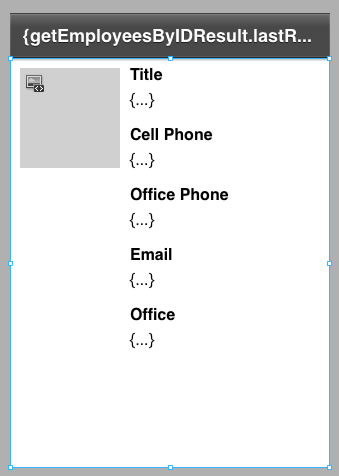 {getEmployeesByIDResult.lastR...
Title
{...}
Cell Phone
{...}
Office Phone
{...}
Email
{...}
Office
{...}